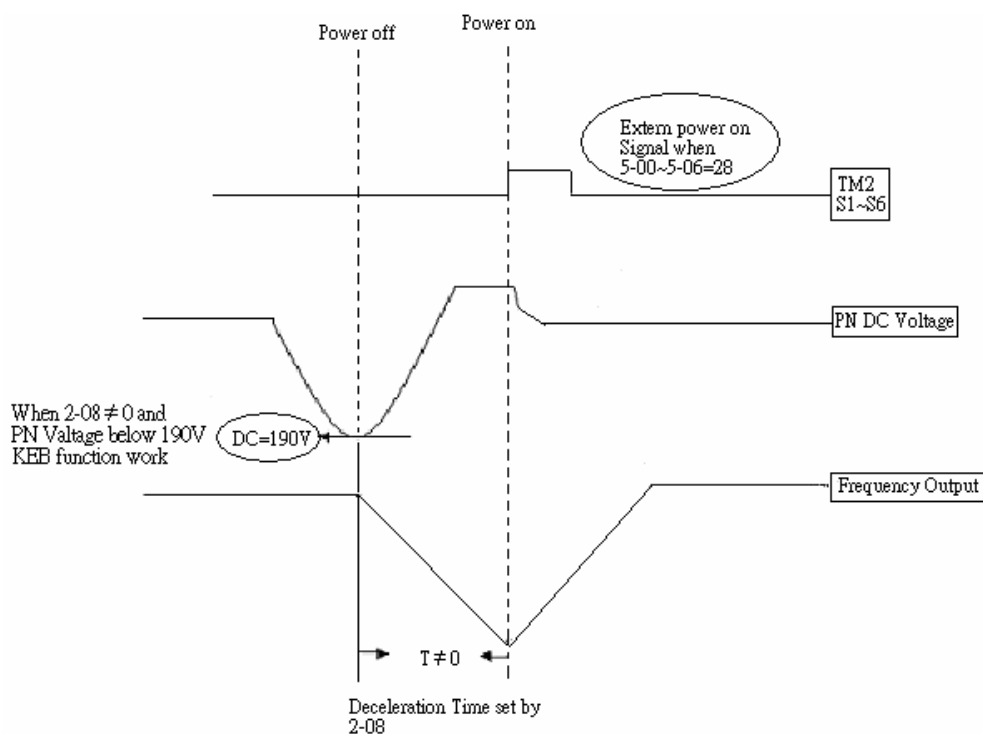 Power off
Power on
Extern power on
Signal when
5-00~5-06=28
TM2
S1~S6
PN DC Voltage
When 2-08≠0 and
PN Valtage below 190V
KEB function work
DC=190V
Frequency Output
T≠0
Deceleration Time set by
2-08